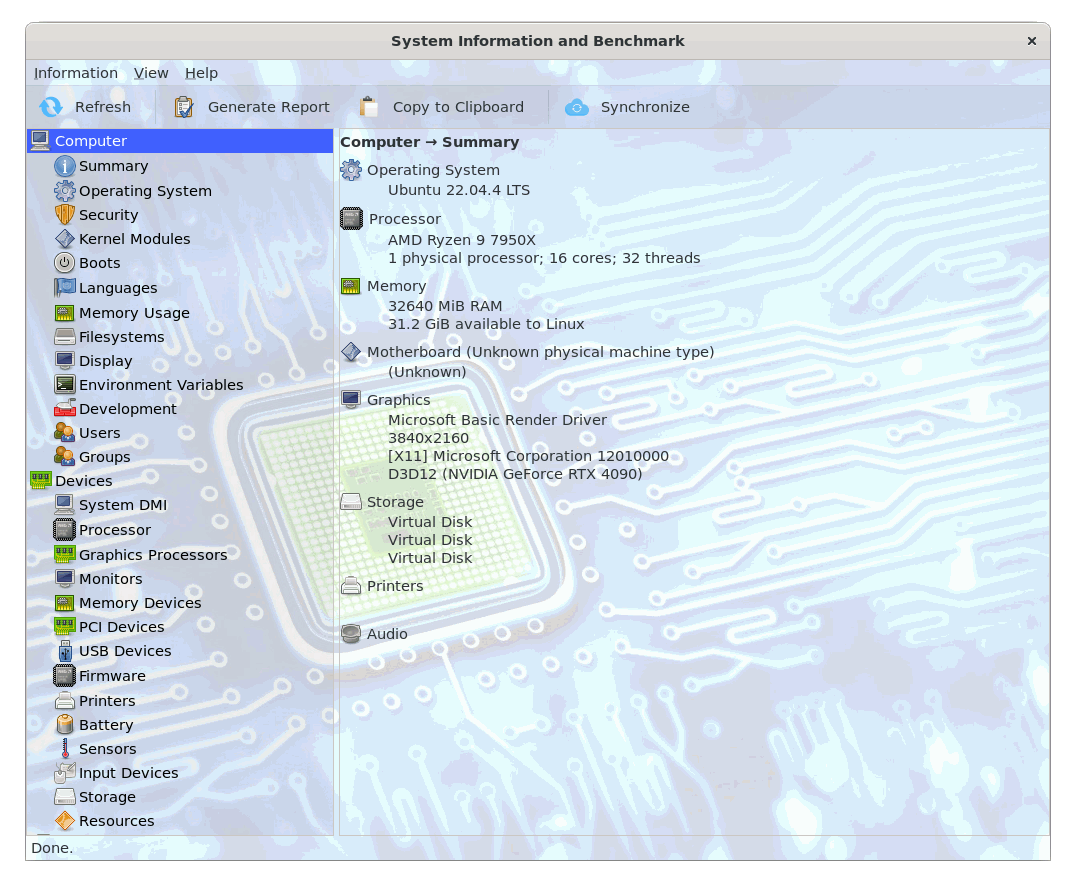 System Information and Benchmark
Information View Help
Refresh Generate Report Copy to Clipboard Synchronize
Computer
Summary
Operating System
Security
Kernel Modules
Boots
Languages
Memory Usage
Filesystems
Display
Environment Variables
Development
Users
Groups
Devices
System DMI
Processor
Graphics Processors
Monitors
Memory Devices
PCI Devices
USB Devices
Firmware
Printers
Battery
Sensors
Input Devices
Storage
Resources
Computer → Summary
Operating System
Ubuntu 22.04.4 LTS
Processor
AMD Ryzen 9 7950X
1 physical processor; 16 cores; 32 threads
Memory
32640 MiB RAM
31.2 GiB available to Linux
Motherboard (Unknown physical machine type)
(Unknown)
Graphics
Microsoft Basic Render Driver
3840x2160
[X11] Microsoft Corporation 12010000
D3D12 (NVIDIA GeForce RTX 4090)
Storage
Virtual Disk
Virtual Disk
Virtual Disk
Printers
Audio
Done.